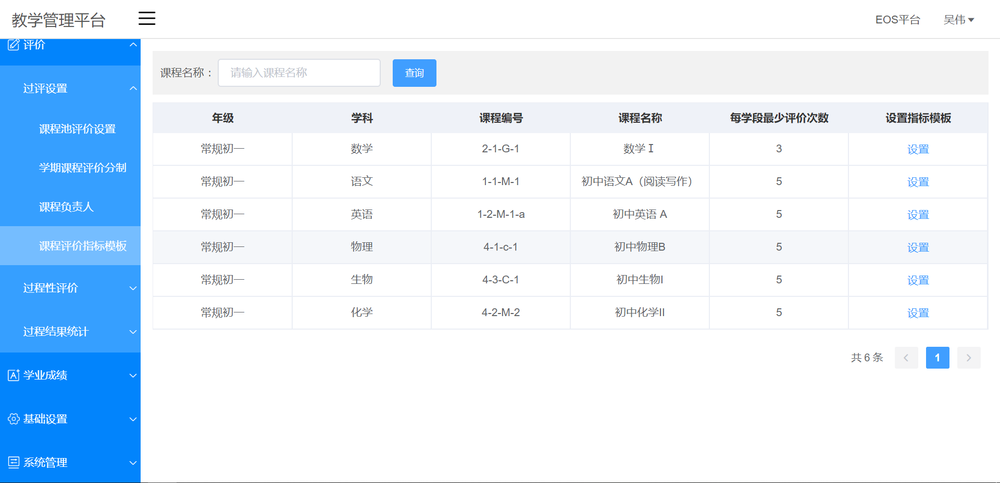 教学管理平台
EOS平台 吴伟
评价
过评设置
课程池评价设置
学期课程评价分制
课程负责人
课程评价指标模板
过程性评价
过程结果统计
学业成绩
基础设置
系统管理
课程名称： 请输入课程名称 查询
年级 学科 课程编号 课程名称 每学段最少评价次数 设置指标模板
常规初一 数学 2-1-G-1 数学 I 3 设置
常规初一 语文 1-1-M-1 初中语文A（阅读写作） 5 设置
常规初一 英语 1-2-M-1-a 初中英语 A 5 设置
常规初一 物理 4-1-c-1 初中物理B 5 设置
常规初一 生物 4-3-C-1 初中生物I 5 设置
常规初一 化学 4-2-M-2 初中化学II 5 设置
共 6 条 1